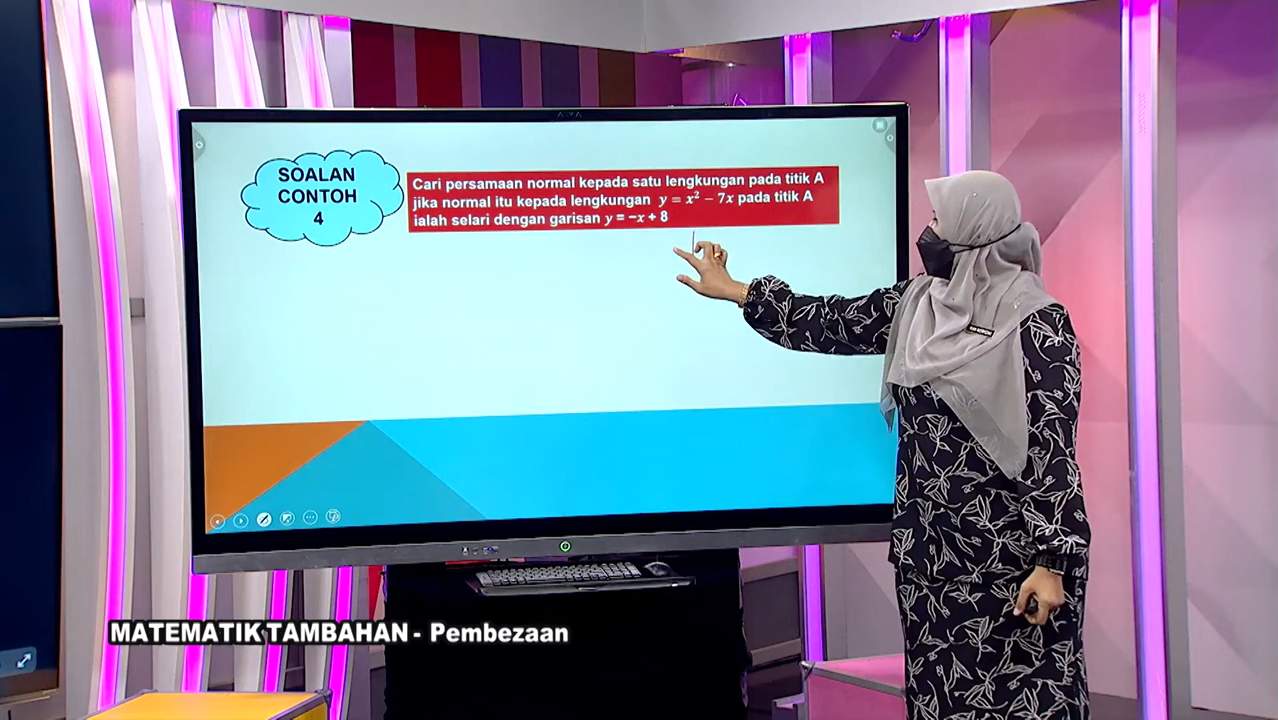 SOALAN
CONTOH
4
Cari persamaan normal kepada satu lengkungan pada titik A
jika normal itu kepada lengkungan y = x² − 7x pada titik A
ialah selari dengan garisan y = −x + 8
MATEMATIK TAMBAHAN - Pembezaan